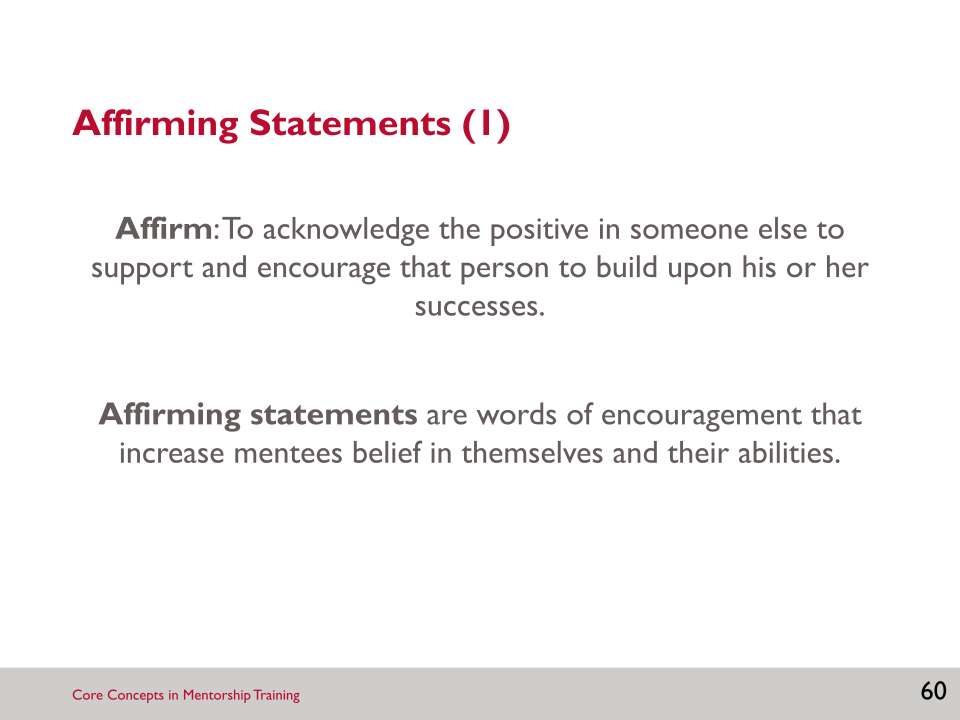 Affirming Statements (1)
Affirm: To acknowledge the positive in someone else to
support and encourage that person to build upon his or her
successes.
Affirming statements are words of encouragement that
increase mentees belief in themselves and their abilities.
Core Concepts in Mentorship Training
60